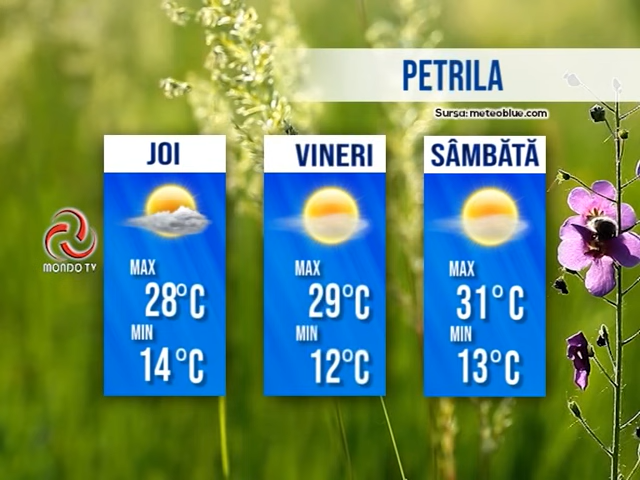 PETRILA
Sursa: meteoblue.com
JOI
MAX
28°C
MIN
14°C
VINERI
MAX
29°C
MIN
12°C
SÂMBĂTĂ
MAX
31°C
MIN
13°C
MONDO TV